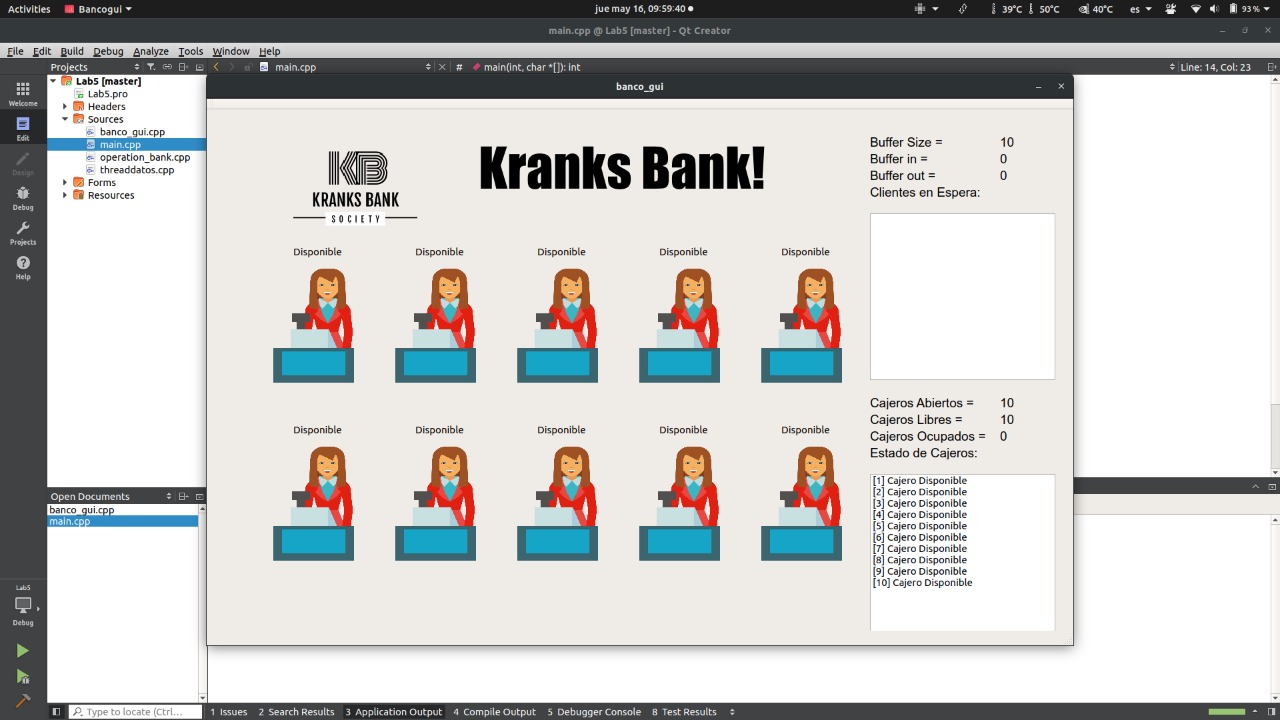 Activities Bancogui jue may 16, 09:59:40 39°C 50°C 40°C es 93 %
main.cpp @ Lab5 [master] - Qt Creator
File Edit Build Debug Analyze Tools Window Help
Projects main.cpp # main(int, char *[]): int Line: 14, Col: 23
Welcome
Edit
Design
Debug
Projects
Help
Lab5 [master]
Lab5.pro
Headers
Sources
banco_gui.cpp
main.cpp
operation_bank.cpp
threaddatos.cpp
Forms
Resources
Open Documents
banco_gui.cpp
main.cpp
Lab5
Debug
banco_gui
KB
KRANKS BANK
SOCIETY
Kranks Bank!
Disponible Disponible Disponible Disponible Disponible
Disponible Disponible Disponible Disponible Disponible
Buffer Size = 10
Buffer in = 0
Buffer out = 0
Clientes en Espera:
Cajeros Abiertos = 10
Cajeros Libres = 10
Cajeros Ocupados = 0
Estado de Cajeros:
[1] Cajero Disponible
[2] Cajero Disponible
[3] Cajero Disponible
[4] Cajero Disponible
[5] Cajero Disponible
[6] Cajero Disponible
[7] Cajero Disponible
[8] Cajero Disponible
[9] Cajero Disponible
[10] Cajero Disponible
Type to locate (Ctrl... 1 Issues 2 Search Results 3 Application Output 4 Compile Output 5 Debugger Console 8 Test Results